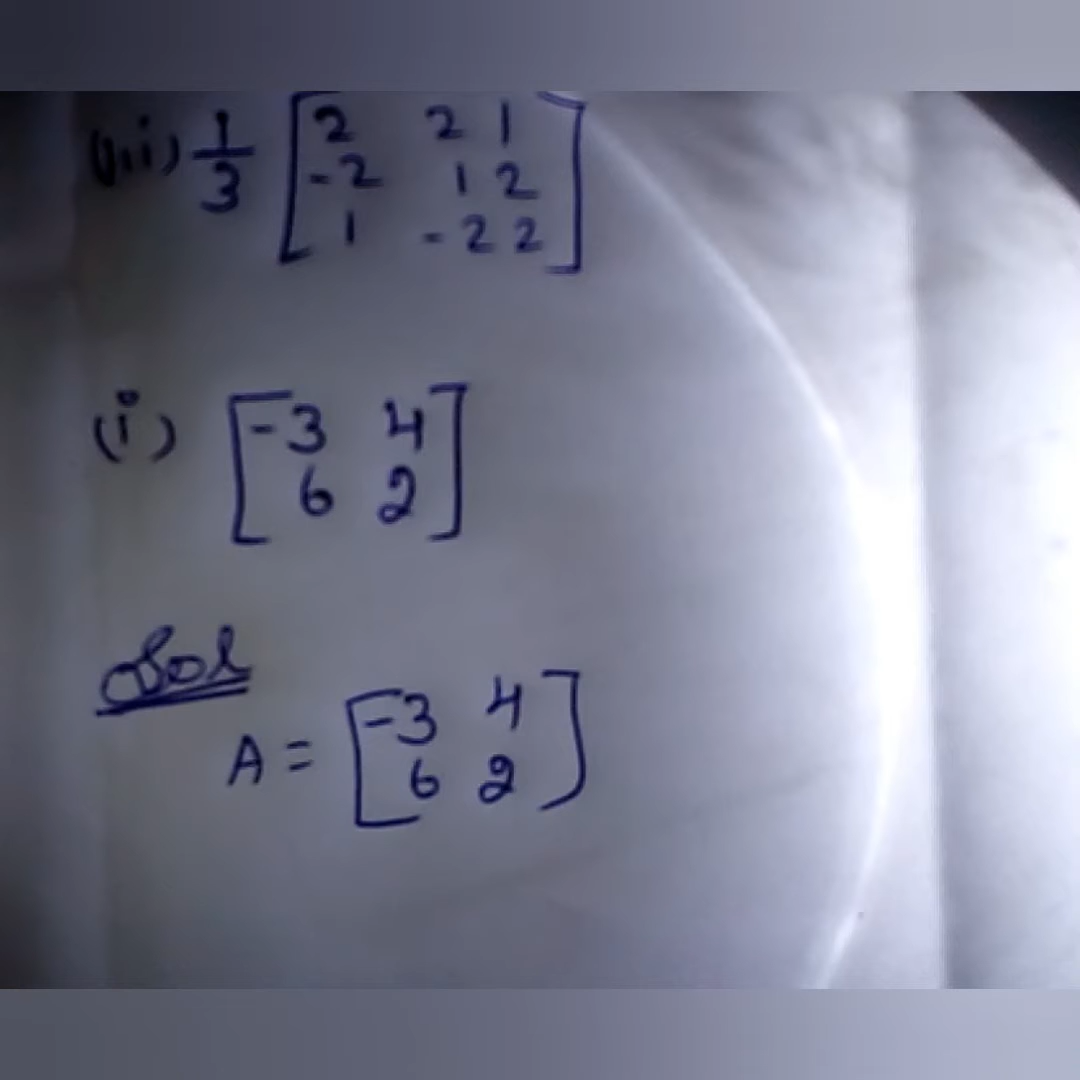 (iii) 1/3 [2 2 1
-2 1 2
1 -2 2]
(i) [-3 4
6 2]
Sol
A = [-3 4
6 2]